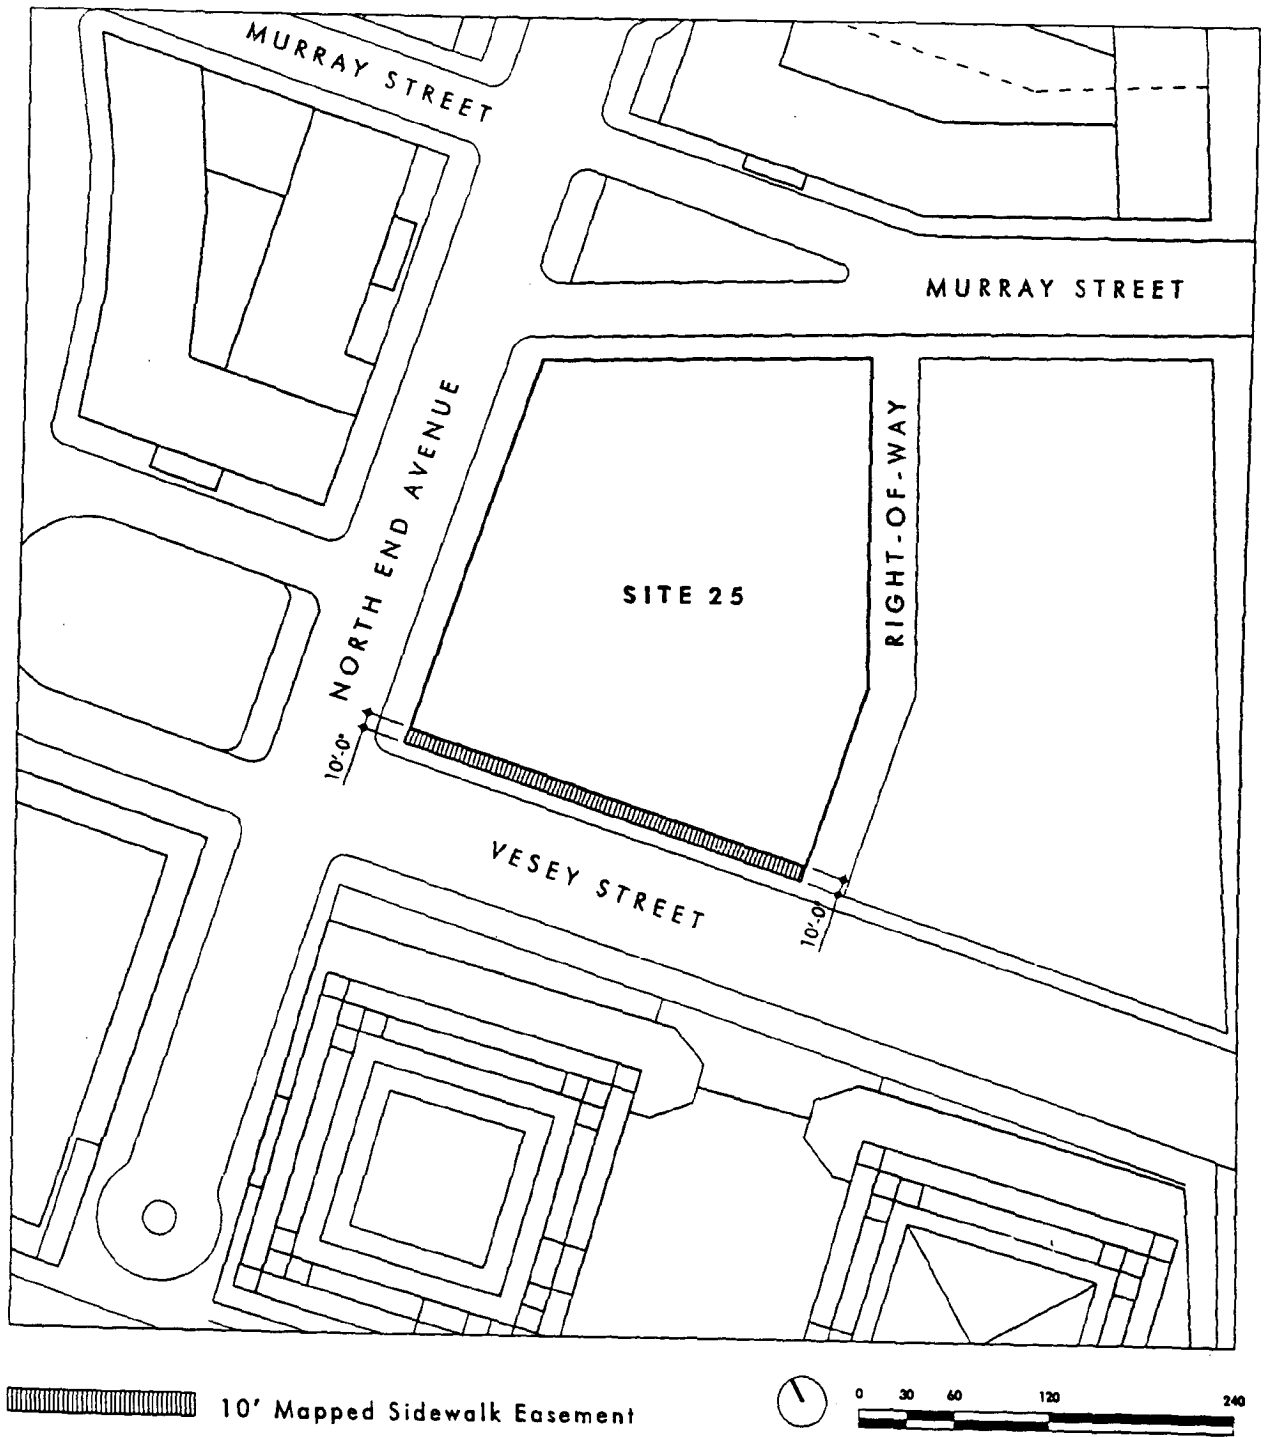 MURRAY STREET
MURRAY STREET
NORTH END AVENUE
RIGHT-OF-WAY
SITE 25
10'-0"
VESEY STREET
10'-0"
10' Mapped Sidewalk Easement
0 30 60 120 240